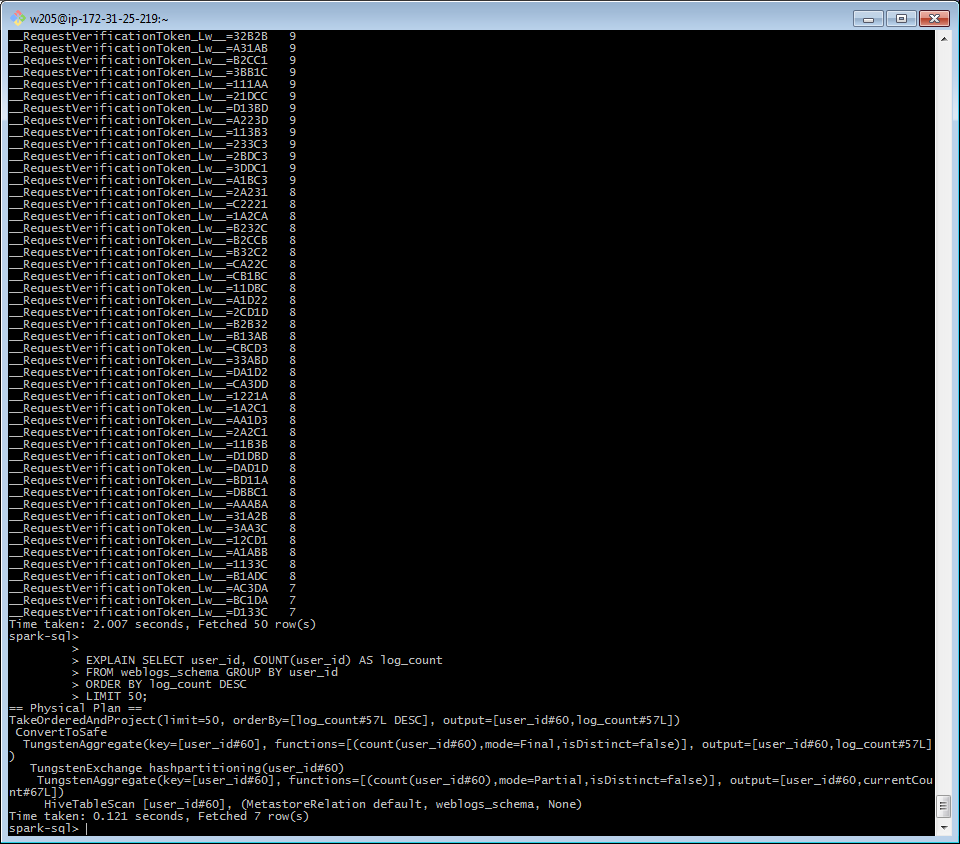 w205@ip-172-31-25-219:~
__RequestVerificationToken_Lw__=32B2B 9
__RequestVerificationToken_Lw__=A31AB 9
__RequestVerificationToken_Lw__=B2CC1 9
__RequestVerificationToken_Lw__=3BB1C 9
__RequestVerificationToken_Lw__=111AA 9
__RequestVerificationToken_Lw__=21DCC 9
__RequestVerificationToken_Lw__=D13BD 9
__RequestVerificationToken_Lw__=A223D 9
__RequestVerificationToken_Lw__=113B3 9
__RequestVerificationToken_Lw__=233C3 9
__RequestVerificationToken_Lw__=2BDC3 9
__RequestVerificationToken_Lw__=3DDC1 9
__RequestVerificationToken_Lw__=A1BC3 9
__RequestVerificationToken_Lw__=2A231 8
__RequestVerificationToken_Lw__=C2221 8
__RequestVerificationToken_Lw__=1A2CA 8
__RequestVerificationToken_Lw__=B232C 8
__RequestVerificationToken_Lw__=B2CCB 8
__RequestVerificationToken_Lw__=B32C2 8
__RequestVerificationToken_Lw__=CA22C 8
__RequestVerificationToken_Lw__=CB1BC 8
__RequestVerificationToken_Lw__=11DBC 8
__RequestVerificationToken_Lw__=A1D22 8
__RequestVerificationToken_Lw__=2CD1D 8
__RequestVerificationToken_Lw__=B2B32 8
__RequestVerificationToken_Lw__=B13AB 8
__RequestVerificationToken_Lw__=CBCD3 8
__RequestVerificationToken_Lw__=33ABD 8
__RequestVerificationToken_Lw__=DA1D2 8
__RequestVerificationToken_Lw__=CA3DD 8
__RequestVerificationToken_Lw__=1221A 8
__RequestVerificationToken_Lw__=1A2C1 8
__RequestVerificationToken_Lw__=AA1D3 8
__RequestVerificationToken_Lw__=2A2C1 8
__RequestVerificationToken_Lw__=11B3B 8
__RequestVerificationToken_Lw__=D1DBD 8
__RequestVerificationToken_Lw__=DAD1D 8
__RequestVerificationToken_Lw__=BD11A 8
__RequestVerificationToken_Lw__=DBBC1 8
__RequestVerificationToken_Lw__=AAABA 8
__RequestVerificationToken_Lw__=31A2B 8
__RequestVerificationToken_Lw__=3AA3C 8
__RequestVerificationToken_Lw__=12CD1 8
__RequestVerificationToken_Lw__=A1ABB 8
__RequestVerificationToken_Lw__=1133C 8
__RequestVerificationToken_Lw__=B1ADC 8
__RequestVerificationToken_Lw__=AC3DA 7
__RequestVerificationToken_Lw__=BC1DA 7
__RequestVerificationToken_Lw__=D133C 7
Time taken: 2.007 seconds, Fetched 50 row(s)
spark-sql>
>
> EXPLAIN SELECT user_id, COUNT(user_id) AS log_count
> FROM weblogs_schema GROUP BY user_id
> ORDER BY log_count DESC
> LIMIT 50;
== Physical Plan ==
TakeOrderedAndProject(limit=50, orderBy=[log_count#57L DESC], output=[user_id#60,log_count#57L])
ConvertToSafe
TungstenAggregate(key=[user_id#60], functions=[(count(user_id#60),mode=Final,isDistinct=false)], output=[user_id#60,log_count#57L]
)
TungstenExchange hashpartitioning(user_id#60)
TungstenAggregate(key=[user_id#60], functions=[(count(user_id#60),mode=Partial,isDistinct=false)], output=[user_id#60,currentCou
nt#67L])
HiveTableScan [user_id#60], (MetastoreRelation default, weblogs_schema, None)
Time taken: 0.121 seconds, Fetched 7 row(s)
spark-sql>